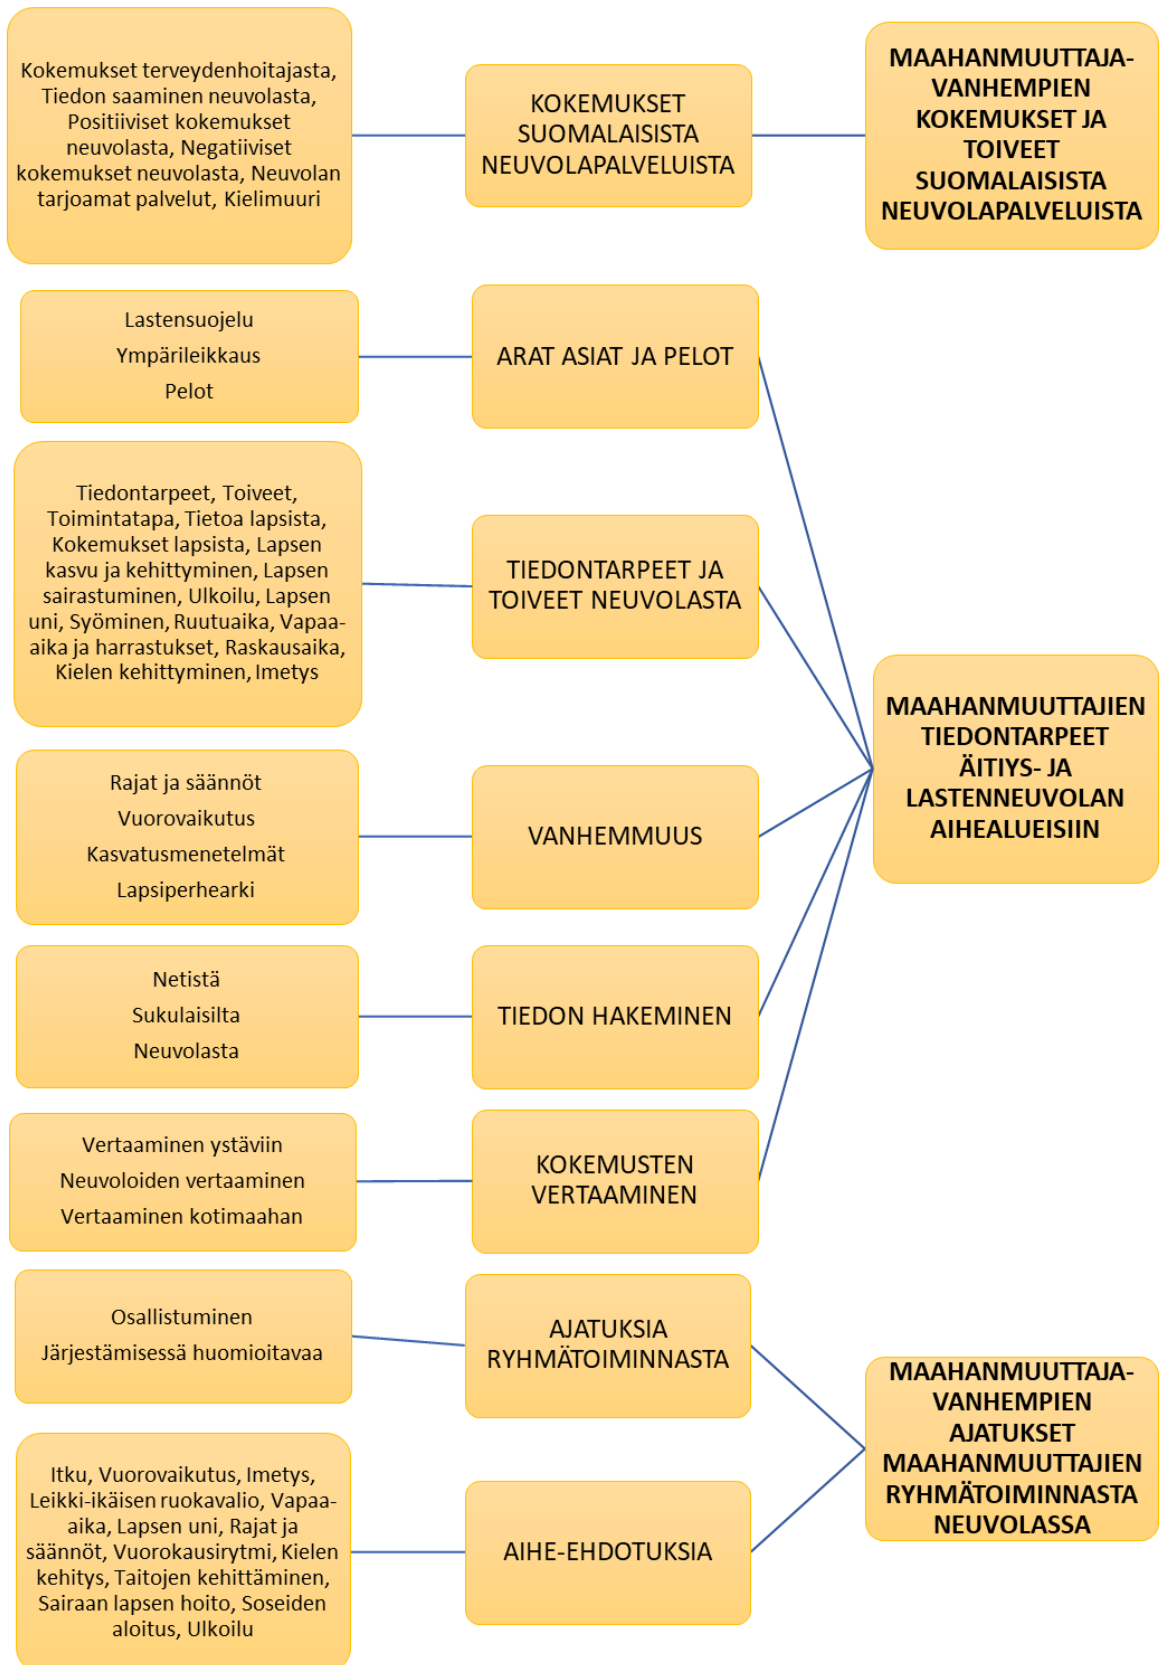 Kokemukset terveydenhoitajasta,
Tiedon saaminen neuvolasta,
Positiiviset kokemukset
neuvolasta, Negatiiviset
kokemukset neuvolasta, Neuvolan
tarjoamat palvelut, Kielimuuri
KOKEMUKSET
SUOMALAISISTA
NEUVOLAPALVELUISTA
MAAHANMUUTTAJA-
VANHEMPIEN
KOKEMUKSET JA
TOIVEET
SUOMALAISISTA
NEUVOLAPALVELUISTA
Lastensuojelu
Ympärileikkaus
Pelot
ARAT ASIAT JA PELOT
Tiedontarpeet, Toiveet,
Toimintatapa, Tietoa lapsista,
Kokemukset lapsista, Lapsen
kasvu ja kehittyminen, Lapsen
sairastuminen, Ulkoilu, Lapsen
uni, Syöminen, Ruutuaika, Vapaa-
aika ja harrastukset, Raskausaika,
Kielen kehittyminen, Imetys
TIEDONTARPEET JA
TOIVEET NEUVOLASTA
Rajat ja säännöt
Vuorovaikutus
Kasvatusmenetelmät
Lapsiperhearki
VANHEMMUUS
Netistä
Sukulaisilta
Neuvolasta
TIEDON HAKEMINEN
Vertaaminen ystäviin
Neuvoloiden vertaaminen
Vertaaminen kotimaahan
KOKEMUSTEN
VERTAAMINEN
MAAHANMUUTTAJIEN
TIEDONTARPEET
ÄITIYS- JA
LASTENNEUVOLAN
AIHEALUEISIIN
Osallistuminen
Järjestämisessä huomioitavaa
AJATUKSIA
RYHMÄTOIMINNASTA
Itku, Vuorovaikutus, Imetys,
Leikki-ikäisen ruokavalio, Vapaa-
aika, Lapsen uni, Rajat ja
säännöt, Vuorokausirytmi, Kielen
kehitys, Taitojen kehittäminen,
Sairaan lapsen hoito, Soseiden
aloitus, Ulkoilu
AIHE-EHDOTUKSIA
MAAHANMUUTTAJA-
VANHEMPIEN
AJATUKSET
MAAHANMUUTTAJIEN
RYHMÄTOIMINNASTA
NEUVOLASSA